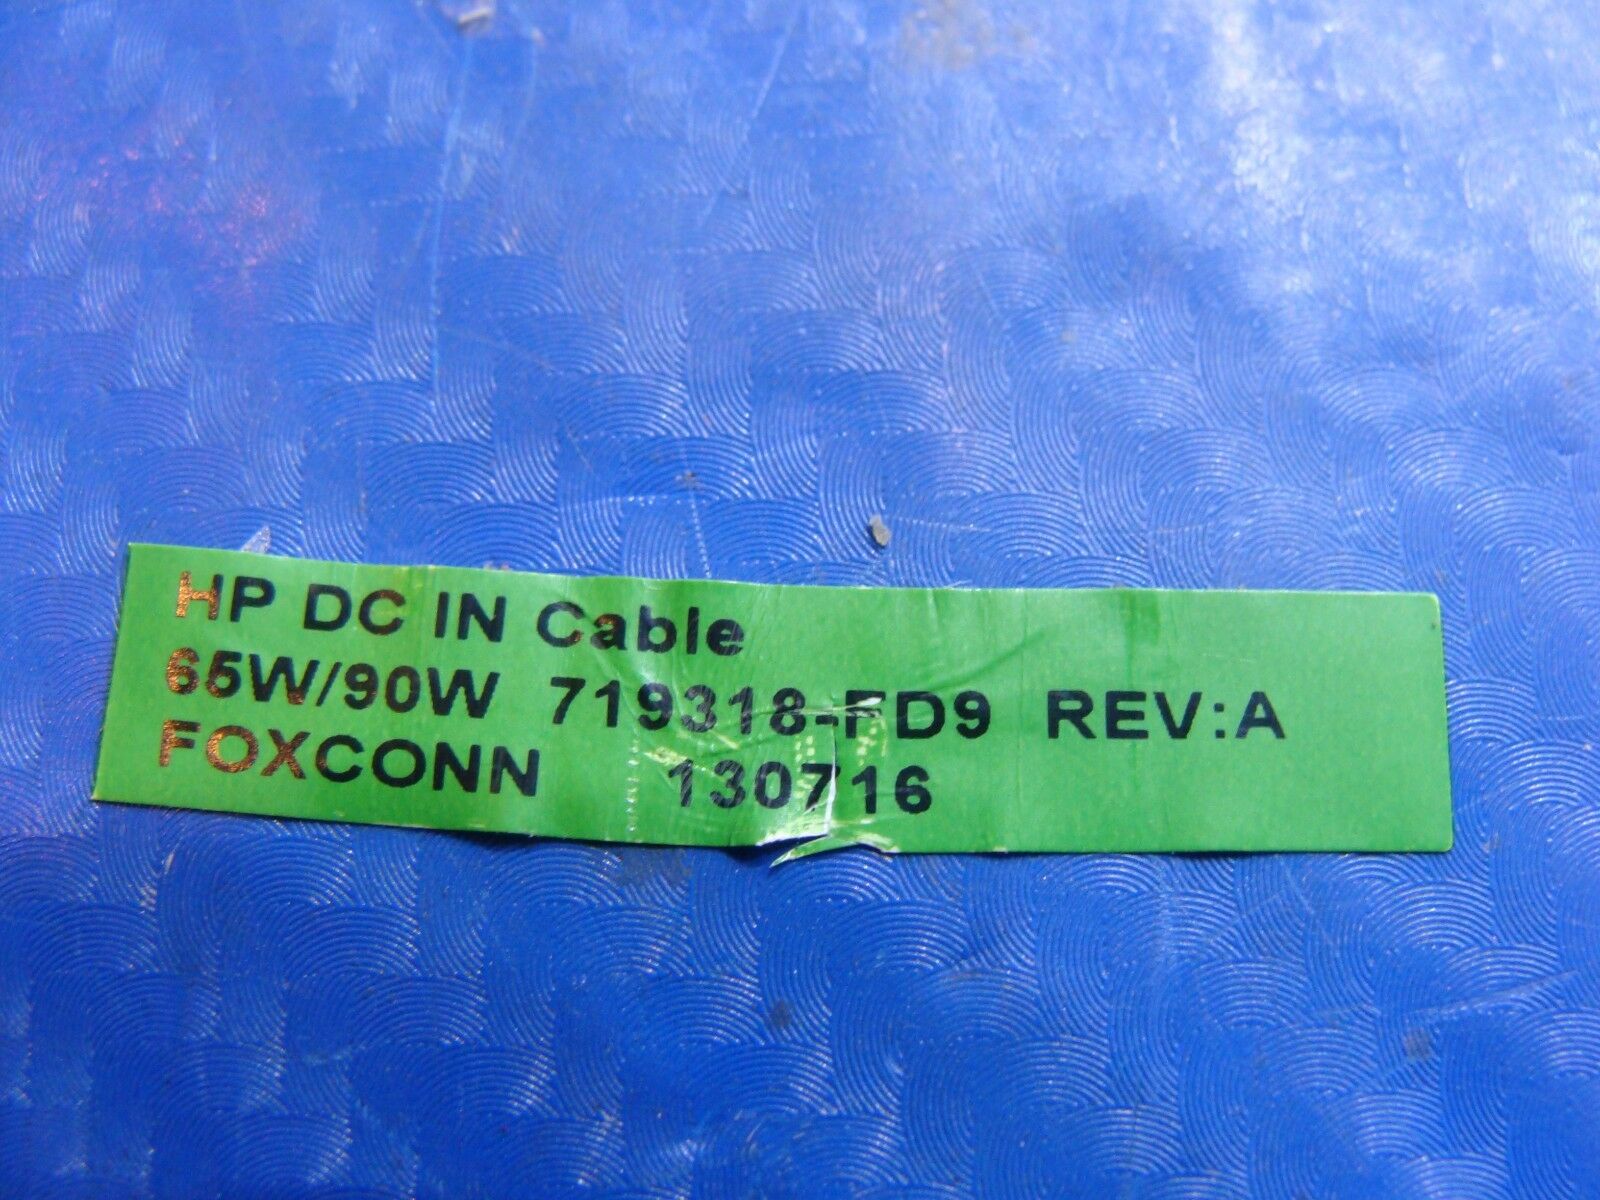 HP DC IN Cable
65W/90W 719318-FD9 REV:A
FOXCONN 130716